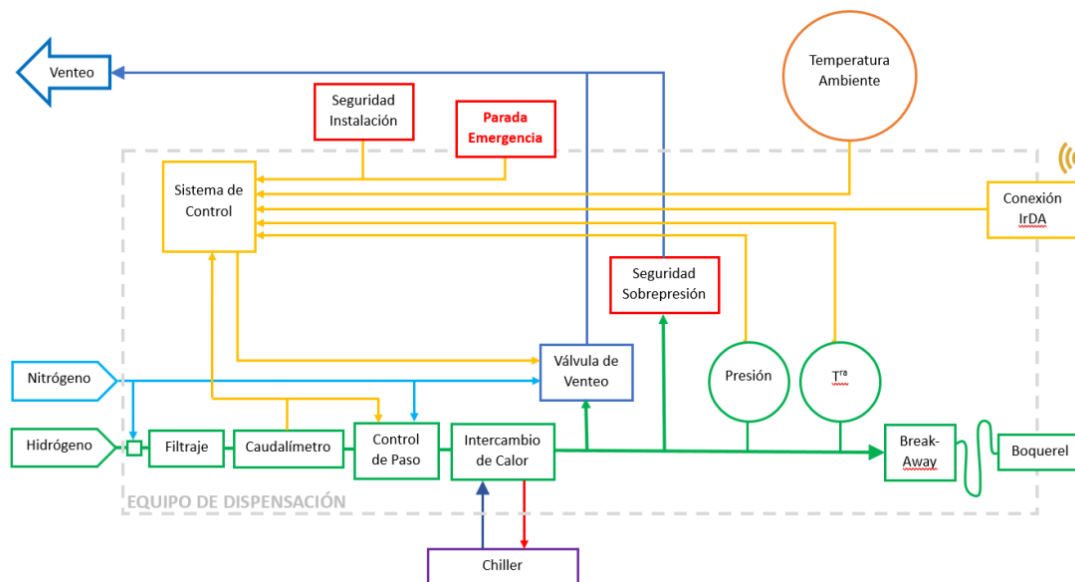 Venteo
Seguridad
Instalación
Parada
Emergencia
Temperatura
Ambiente
Sistema de
Control
Conexión
IrDA
Seguridad
Sobrepresión
Nitrógeno
Válvula de
Venteo
Presión
Tra
Hidrógeno
Filtraje
Caudalímetro
Control
de Paso
Intercambio
de Calor
Break-
Away
Boquerel
EQUIPO DE DISPENSACIÓN
Chiller